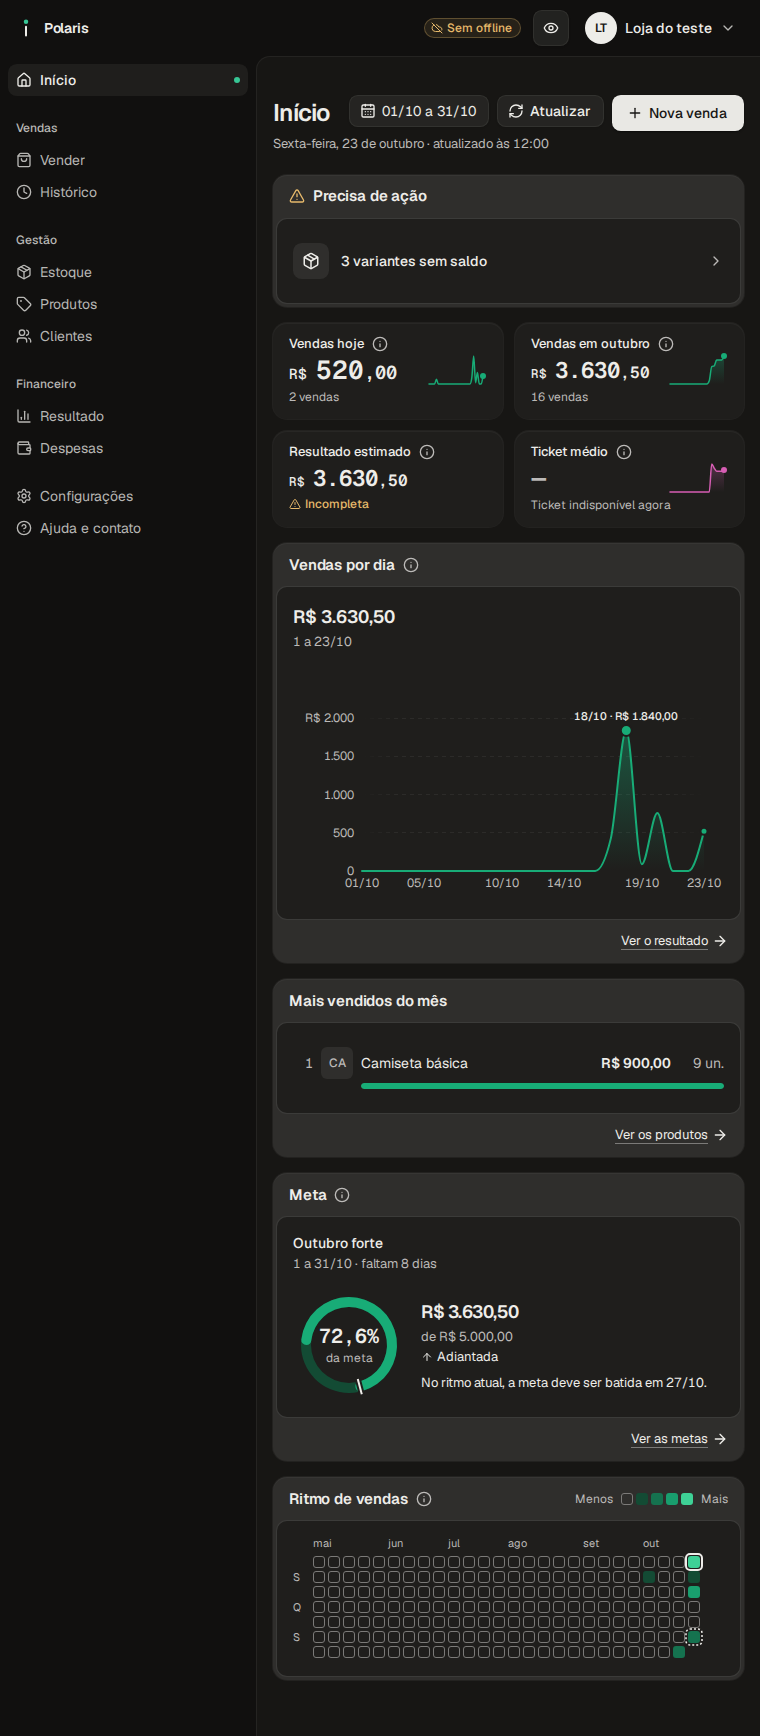 Polaris
Sem offline
LT
Loja do teste
Início
Vendas
Vender
Histórico
Gestão
Estoque
Produtos
Clientes
Financeiro
Resultado
Despesas
Configurações
Ajuda e contato
Início
01/10 a 31/10
Atualizar
Nova venda
Sexta-feira, 23 de outubro · atualizado às 12:00
Precisa de ação
3 variantes sem saldo
Vendas hoje
R$ 520,00
2 vendas
Vendas em outubro
R$ 3.630,50
16 vendas
Resultado estimado
R$ 3.630,50
Incompleta
Ticket médio
—
Ticket indisponível agora
Vendas por dia
R$ 3.630,50
1 a 23/10
18/10 · R$ 1.840,00
R$ 2.000
1.500
1.000
500
0
01/10 05/10 10/10 14/10 19/10 23/10
Ver o resultado
Mais vendidos do mês
1 CA Camiseta básica R$ 900,00 9 un.
Ver os produtos
Meta
Outubro forte
1 a 31/10 · faltam 8 dias
72,6%
da meta
R$ 3.630,50
de R$ 5.000,00
Adiantada
No ritmo atual, a meta deve ser batida em 27/10.
Ver as metas
Ritmo de vendas
Menos Mais
mai jun jul ago set out
S
Q
S